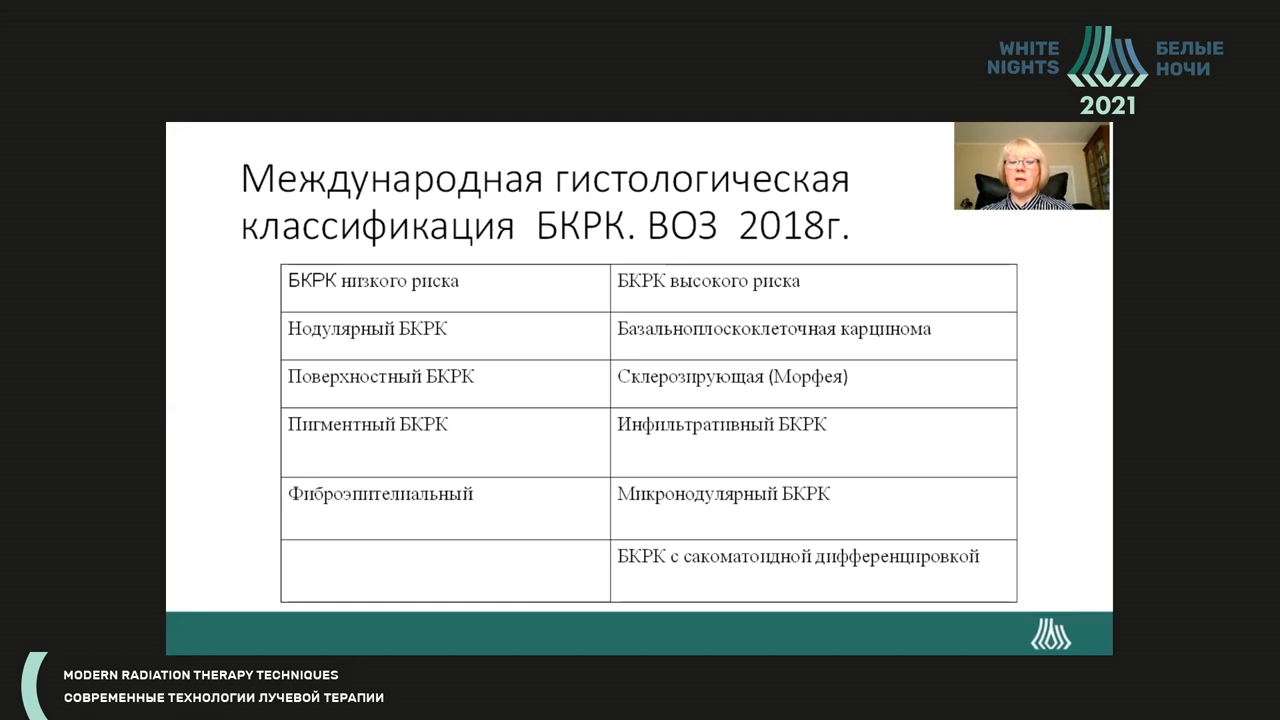 WHITE NIGHTS
БЕЛЫЕ НОЧИ
2021
Международная гистологическая
классификация БКРК. ВОЗ 2018г.
БКРК низкого риска
БКРК высокого риска
Нодулярный БКРК
Базальноплоскоклеточная карцинома
Поверхностный БКРК
Склерозирующая (Морфея)
Пигментный БКРК
Инфильтративный БКРК
Фиброэпителиальный
Микронодулярный БКРК
БКРК с сакоматоидной дифференцировкой
MODERN RADIATION THERAPY TECHNIQUES
СОВРЕМЕННЫЕ ТЕХНОЛОГИИ ЛУЧЕВОЙ ТЕРАПИИ